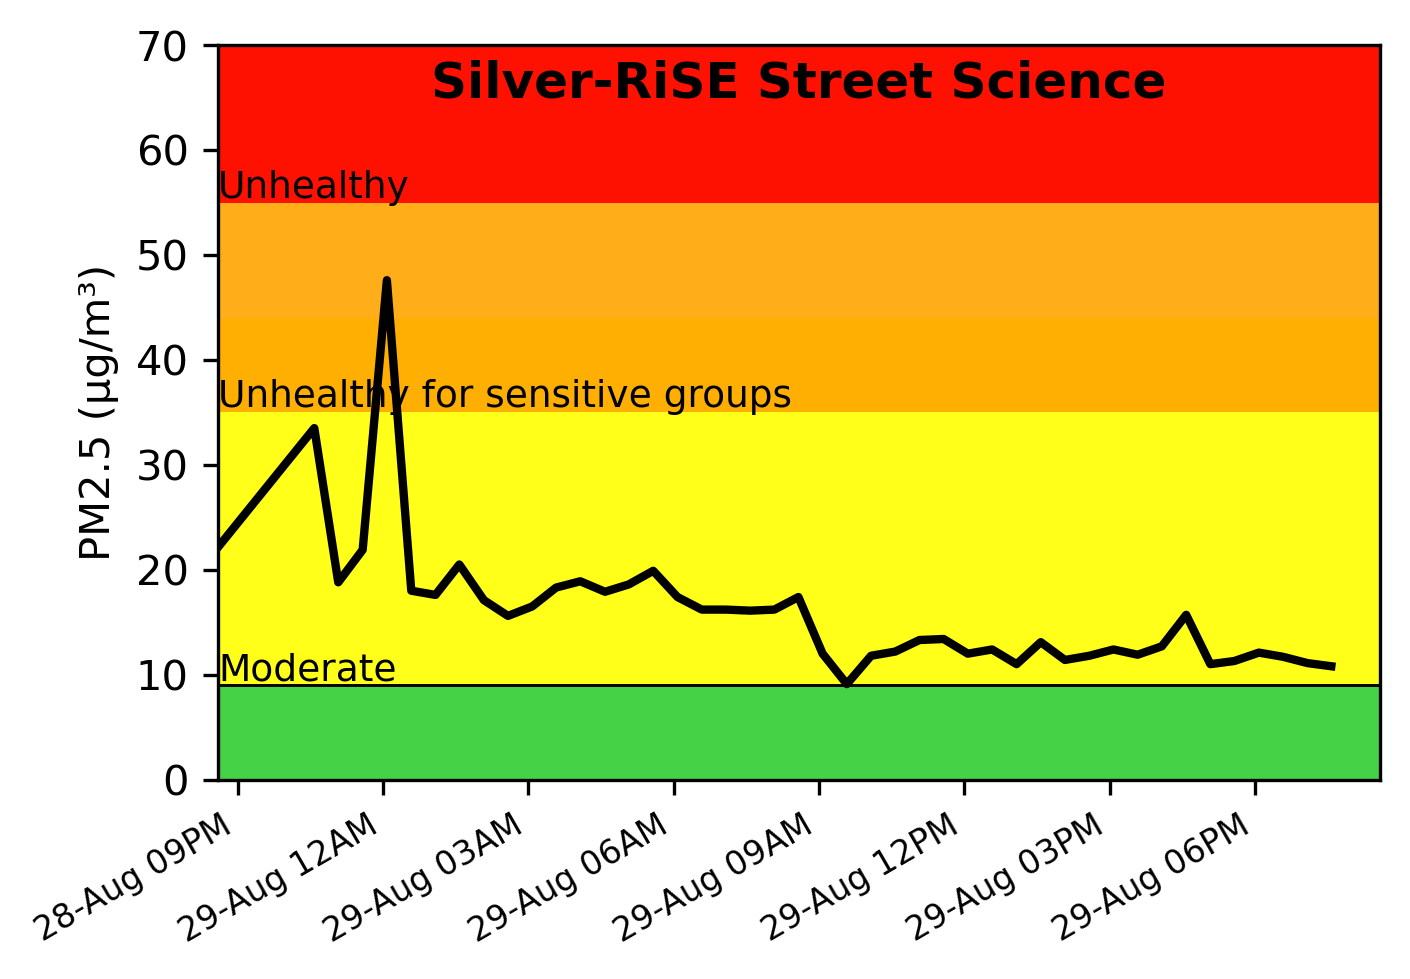 Silver-RiSE Street Science
70
60
Unhealthy
50
40
Unhealthy for sensitive groups
30
20
Moderate
10
0
PM2.5 (µg/m³)
28-Aug 09PM
29-Aug 12AM
29-Aug 03AM
29-Aug 06AM
29-Aug 09AM
29-Aug 12PM
29-Aug 03PM
29-Aug 06PM